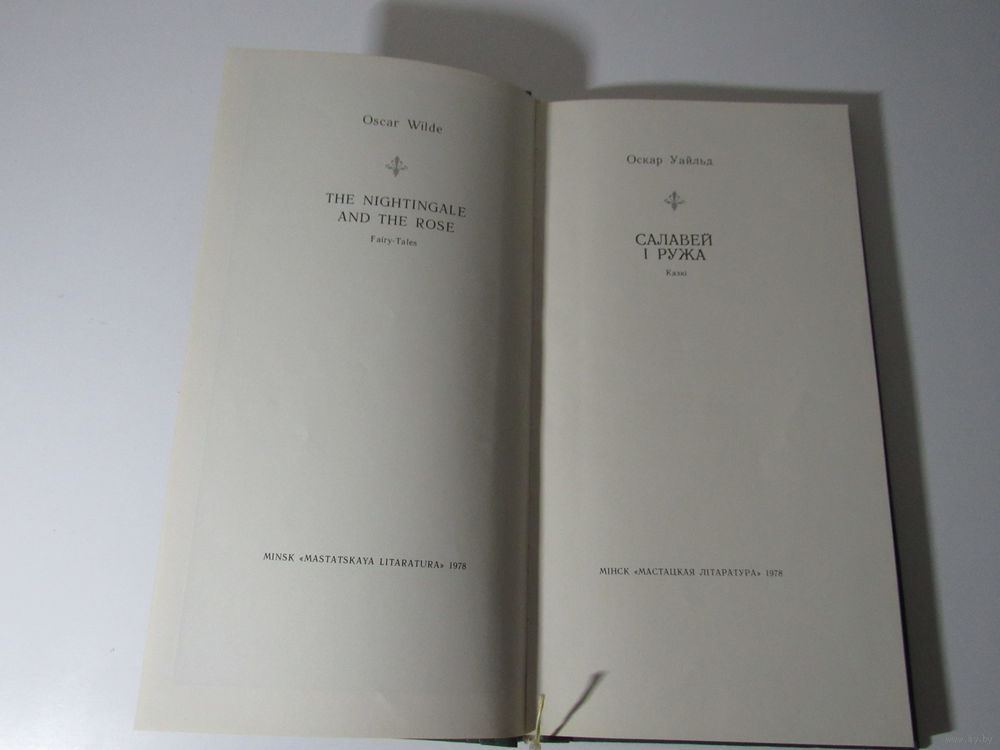 Oscar Wilde
THE NIGHTINGALE
AND THE ROSE
Fairy-Tales
MINSK «MASTATSKAYA LITARATURA» 1978
Оскар Уайльд
САЛАВЕЙ
І РУЖА
Казкі
МІНСК «МАСТАЦКАЯ ЛІТАРАТУРА» 1978